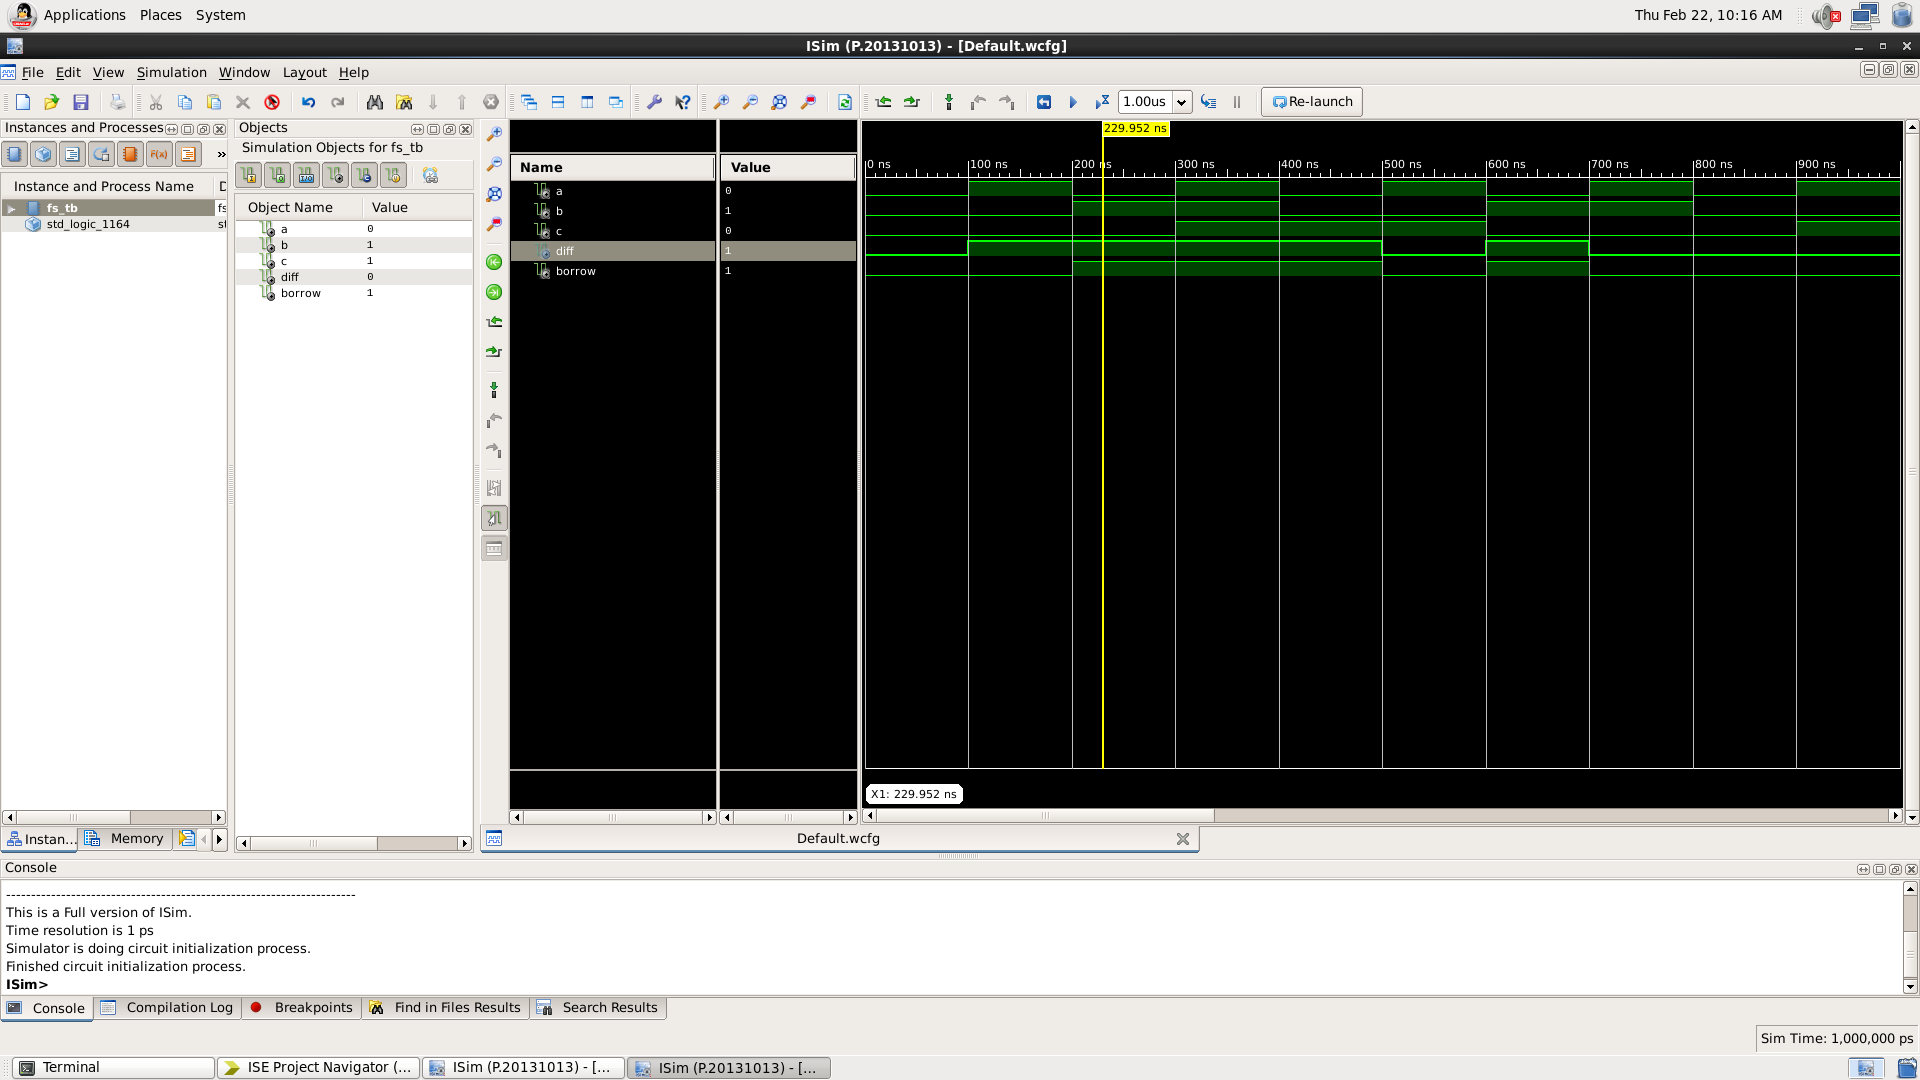 Applications Places System
Thu Feb 22, 10:16 AM
ISim (P.20131013) - [Default.wcfg]
File Edit View Simulation Window Layout Help
1.00us
Re-launch
Instances and Processes
F(x)
»
Instance and Process Name D
fs_tb fs
std_logic_1164 st
Instan...
Memory
Objects
Simulation Objects for fs_tb
Object Name Value
a 0
b 1
c 1
diff 0
borrow 1
Name Value
a 0
b 1
c 0
diff 1
borrow 1
229.952 ns
0 ns 100 ns 200 ns 300 ns 400 ns 500 ns 600 ns 700 ns 800 ns 900 ns
X1: 229.952 ns
Default.wcfg
Console
------------------------------------------------------------------------
This is a Full version of ISim.
Time resolution is 1 ps
Simulator is doing circuit initialization process.
Finished circuit initialization process.
ISim>
Console Compilation Log Breakpoints Find in Files Results Search Results
Sim Time: 1,000,000 ps
Terminal ISE Project Navigator (... ISim (P.20131013) - [... ISim (P.20131013) - [...